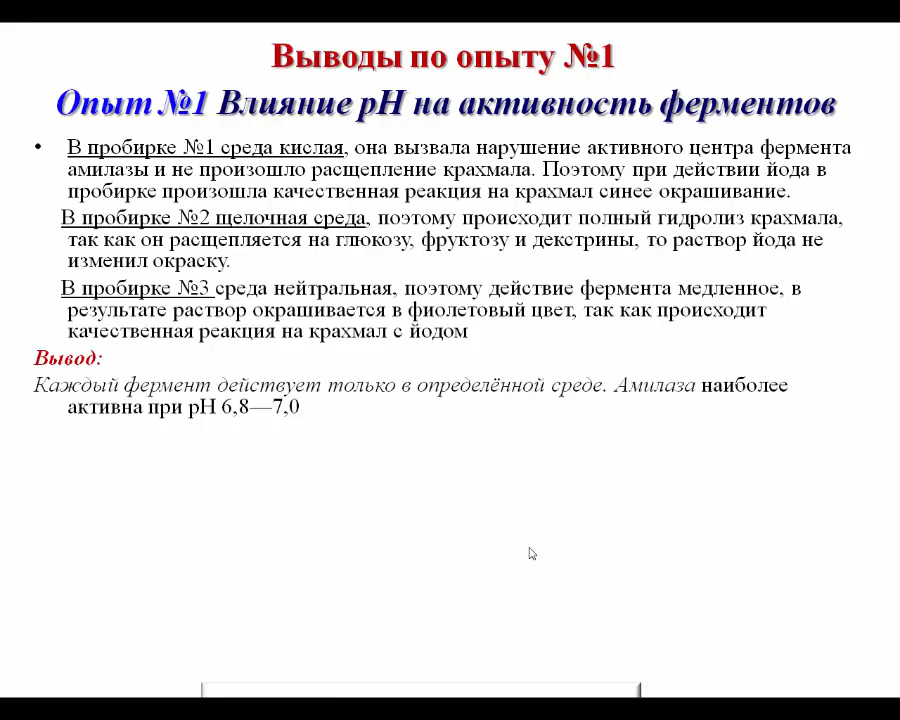 Выводы по опыту №1
Опыт №1 Влияние pH на активность ферментов
• В пробирке №1 среда кислая, она вызвала нарушение активного центра фермента
амилазы и не произошло расщепление крахмала. Поэтому при действии йода в
пробирке произошла качественная реакция на крахмал синее окрашивание.
В пробирке №2 щелочная среда, поэтому происходит полный гидролиз крахмала,
так как он расщепляется на глюкозу, фруктозу и декстрины, то раствор йода не
изменил окраску.
В пробирке №3 среда нейтральная, поэтому действие фермента медленное, в
результате раствор окрашивается в фиолетовый цвет, так как происходит
качественная реакция на крахмал с йодом
Вывод:
Каждый фермент действует только в определённой среде. Амилаза наиболее
активна при pH 6,8—7,0